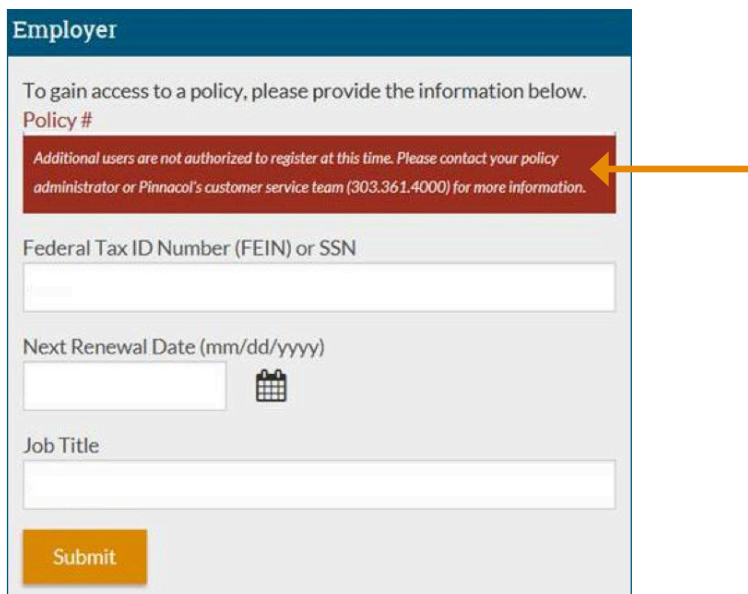 Employer
To gain access to a policy, please provide the information below.
Policy #
Additional users are not authorized to register at this time. Please contact your policy
administrator or Pinnacol's customer service team (303.361.4000) for more information.
Federal Tax ID Number (FEIN) or SSN
Next Renewal Date (mm/dd/yyyy)
Job Title
Submit